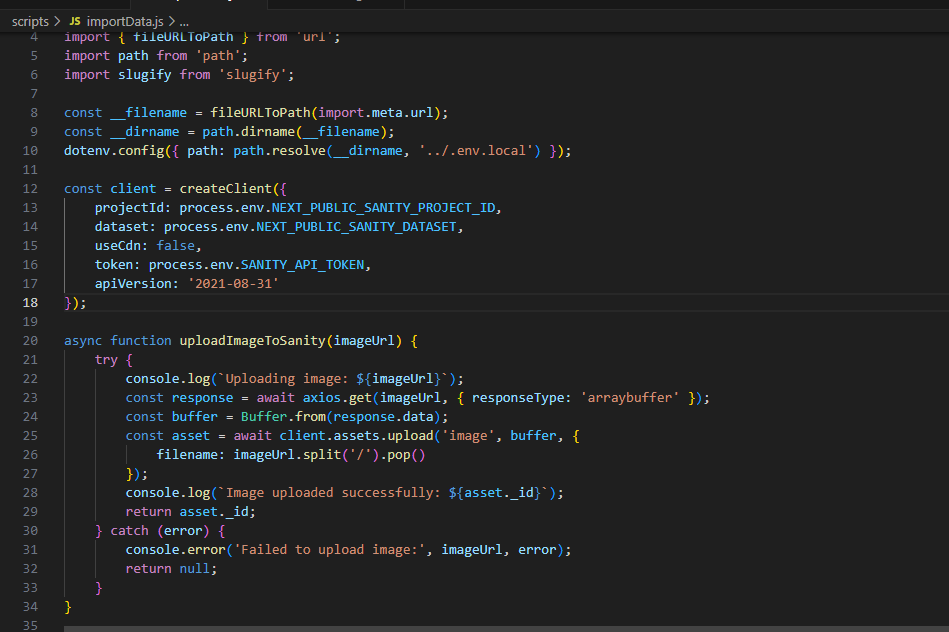 scripts > JS importData.js > ...
4 import { fileURLToPath } from 'url';
5 import path from 'path';
6 import slugify from 'slugify';
7
8 const __filename = fileURLToPath(import.meta.url);
9 const __dirname = path.dirname(__filename);
10 dotenv.config({ path: path.resolve(__dirname, '../.env.local') });
11
12 const client = createClient({
13     projectId: process.env.NEXT_PUBLIC_SANITY_PROJECT_ID,
14     dataset: process.env.NEXT_PUBLIC_SANITY_DATASET,
15     useCdn: false,
16     token: process.env.SANITY_API_TOKEN,
17     apiVersion: '2021-08-31'
18 });
19
20 async function uploadImageToSanity(imageUrl) {
21     try {
22         console.log(`Uploading image: ${imageUrl}`);
23         const response = await axios.get(imageUrl, { responseType: 'arraybuffer' });
24         const buffer = Buffer.from(response.data);
25         const asset = await client.assets.upload('image', buffer, {
26             filename: imageUrl.split('/').pop()
27         });
28         console.log(`Image uploaded successfully: ${asset._id}`);
29         return asset._id;
30     } catch (error) {
31         console.error('Failed to upload image:', imageUrl, error);
32         return null;
33     }
34 }
35